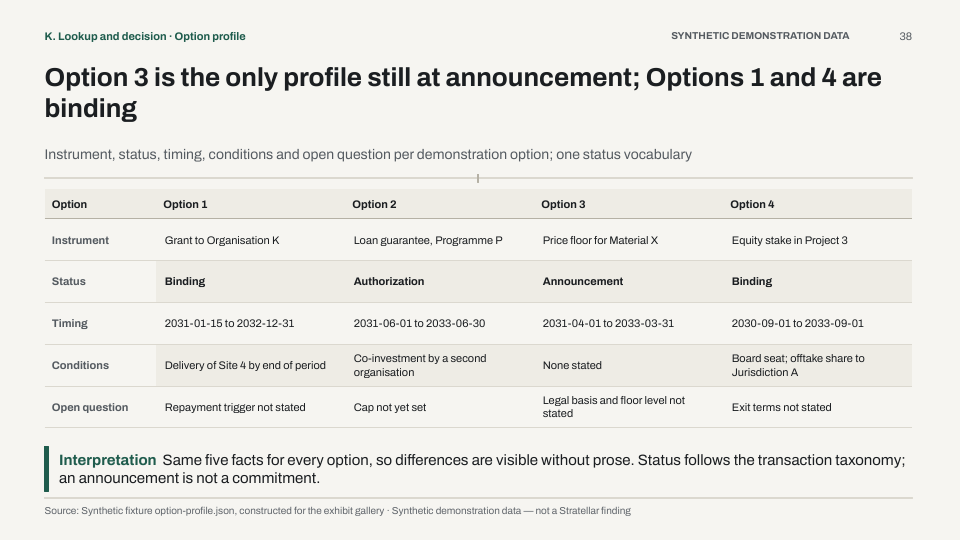 K. Lookup and decision · Option profile
SYNTHETIC DEMONSTRATION DATA
38
Option 3 is the only profile still at announcement; Options 1 and 4 are
binding
Instrument, status, timing, conditions and open question per demonstration option; one status vocabulary
Option Option 1 Option 2 Option 3 Option 4
Instrument Grant to Organisation K Loan guarantee, Programme P Price floor for Material X Equity stake in Project 3
Status Binding Authorization Announcement Binding
Timing 2031-01-15 to 2032-12-31 2031-06-01 to 2033-06-30 2031-04-01 to 2033-03-31 2030-09-01 to 2033-09-01
Conditions Delivery of Site 4 by end of period Co-investment by a second
organisation None stated Board seat; offtake share to
Jurisdiction A
Open question Repayment trigger not stated Cap not yet set Legal basis and floor level not
stated Exit terms not stated
Interpretation Same five facts for every option, so differences are visible without prose. Status follows the transaction taxonomy;
an announcement is not a commitment.
Source: Synthetic fixture option-profile.json, constructed for the exhibit gallery · Synthetic demonstration data — not a Stratellar finding